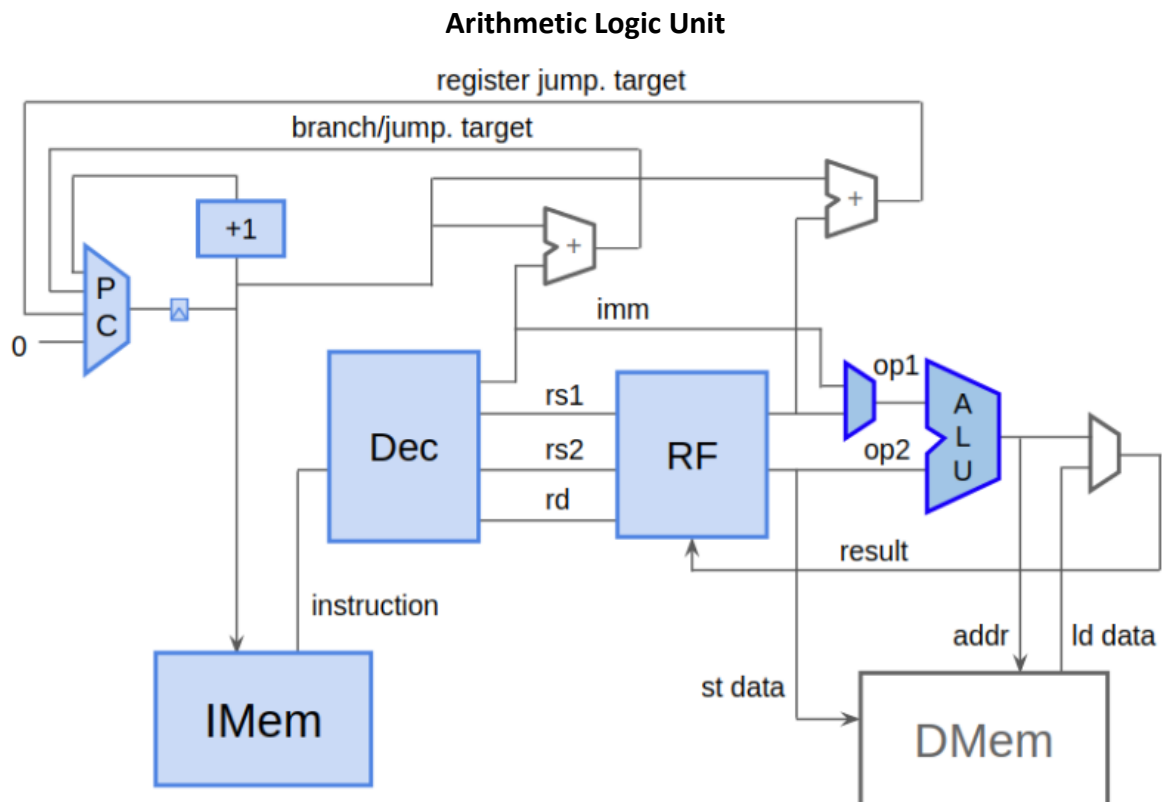 Arithmetic Logic Unit
register jump. target
branch/jump. target
+1
+
+
P
C
0
imm
op1
rs1
A
L
U
Dec
rs2
RF
op2
rd
result
instruction
addr
ld data
st data
IMem
DMem